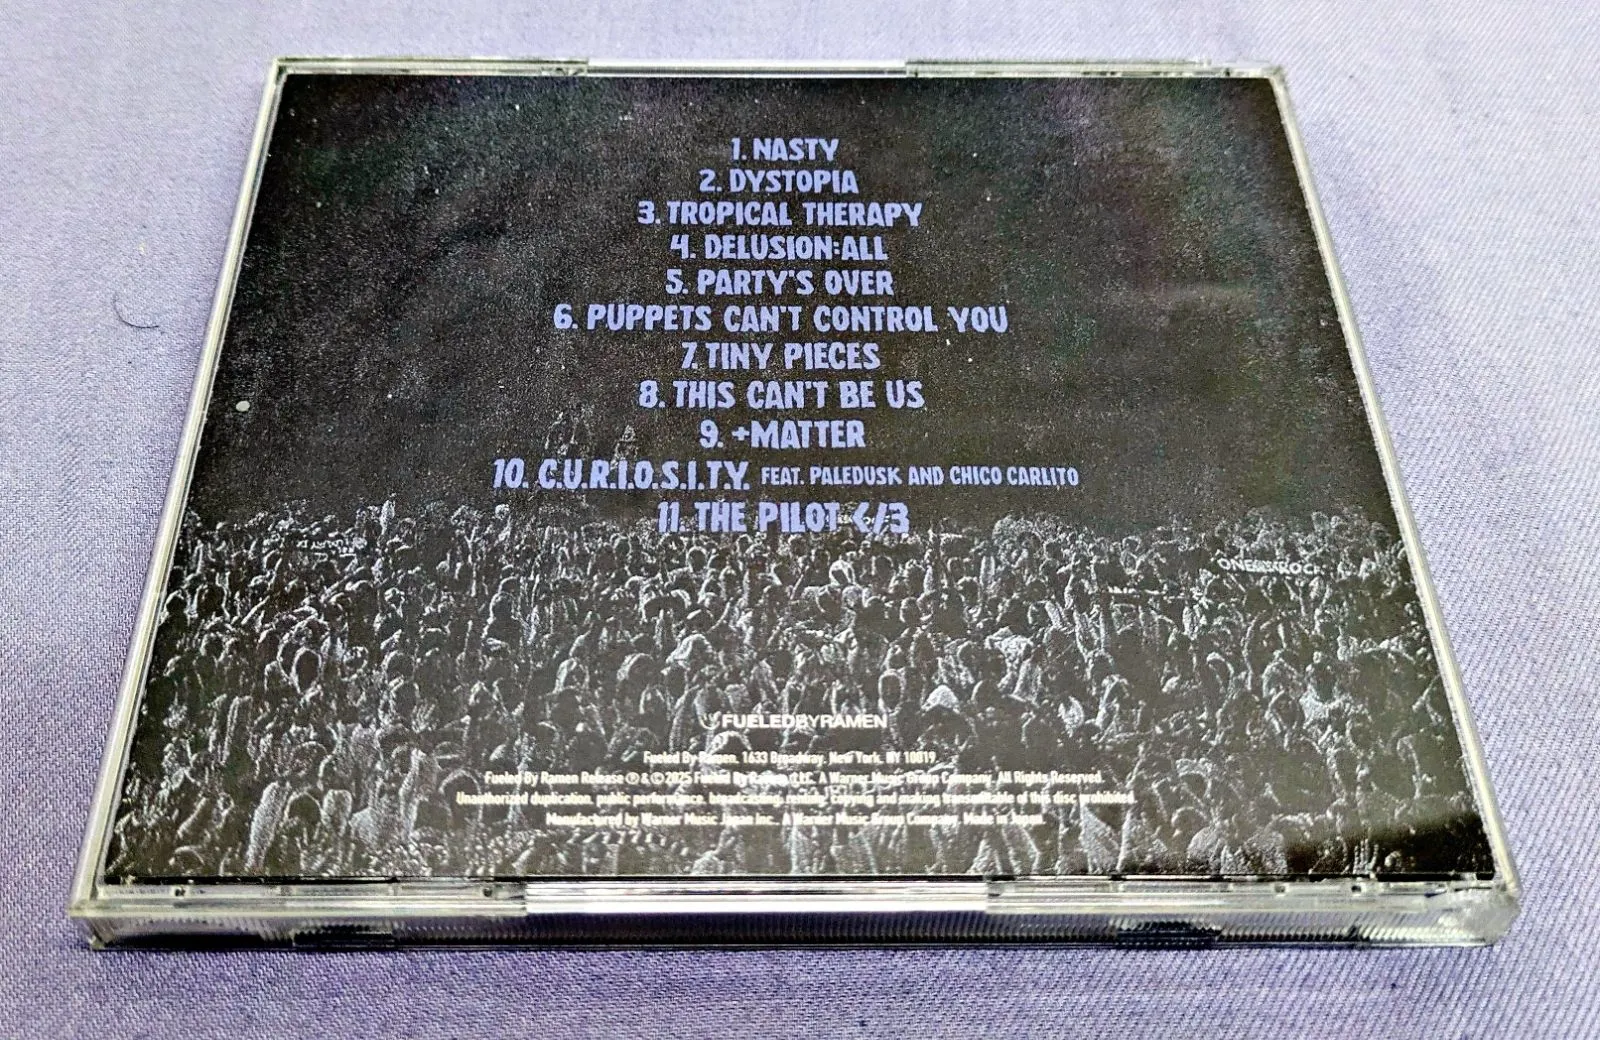 1. NASTY
2. DYSTOPIA
3. TROPICAL THERAPY
4. DELUSION:ALL
5. PARTY'S OVER
6. PUPPETS CAN'T CONTROL YOU
7. TINY PIECES
8. THIS CAN'T BE US
9. +MATTER
10. C.U.R.I.O.S.I.T.Y. FEAT. PALEDUSK AND CHICO CARLITO
11. THE PILOT </3
FUELEDBYRAMEN
Fueled By Ramen, 1633 Broadway, New York, NY 10019
Fueled By Ramen Release ℗ & © 2025 Fueled By Ramen, LLC. A Warner Music Group Company. All Rights Reserved.
Unauthorized duplication, public performance, broadcasting, renting, copying and making transmittable of this disc prohibited.
Manufactured by Warner Music Japan Inc., A Warner Music Group Company. Made in Japan.